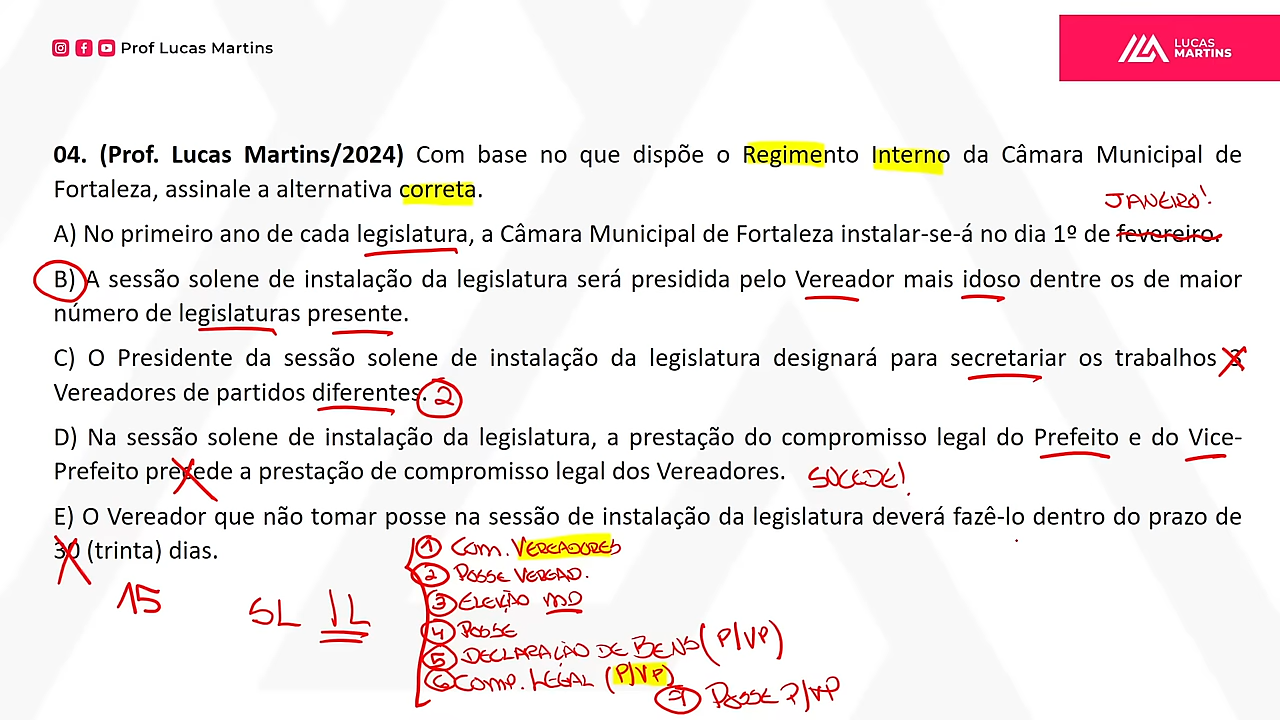 Prof Lucas Martins
LUCAS
MARTINS
04. (Prof. Lucas Martins/2024) Com base no que dispõe o Regimento Interno da Câmara Municipal de
Fortaleza, assinale a alternativa correta.
JANEIRO!
A) No primeiro ano de cada legislatura, a Câmara Municipal de Fortaleza instalar-se-á no dia 1º de fevereiro.
B) A sessão solene de instalação da legislatura será presidida pelo Vereador mais idoso dentre os de maior
número de legislaturas presente.
C) O Presidente da sessão solene de instalação da legislatura designará para secretariar os trabalhos 3
Vereadores de partidos diferentes. 2
D) Na sessão solene de instalação da legislatura, a prestação do compromisso legal do Prefeito e do Vice-
Prefeito precede a prestação de compromisso legal dos Vereadores. SUCEDE!
E) O Vereador que não tomar posse na sessão de instalação da legislatura deverá fazê-lo dentro do prazo de
30 (trinta) dias.
15
SL IL
1 COM. VEREADORES
2 POSSE VEREAD.
3 ELEIÇÃO MD
4 POSSE
5 DECLARAÇÃO DE BENS (P/VP)
6 COMP. LEGAL (P/VP)
7 POSSE P/VP